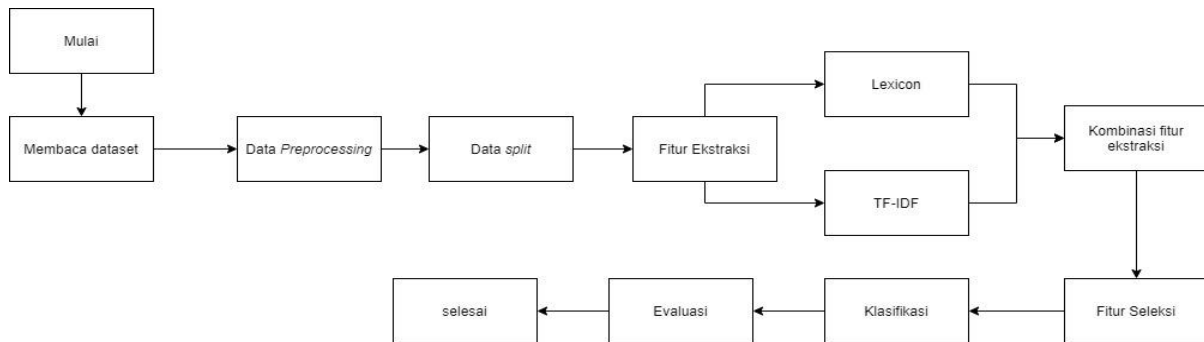 Mulai
Membaca dataset
Data Preprocessing
Data split
Fitur Ekstraksi
Lexicon
TF-IDF
Kombinasi fitur
ekstraksi
Fitur Seleksi
Klasifikasi
Evaluasi
selesai